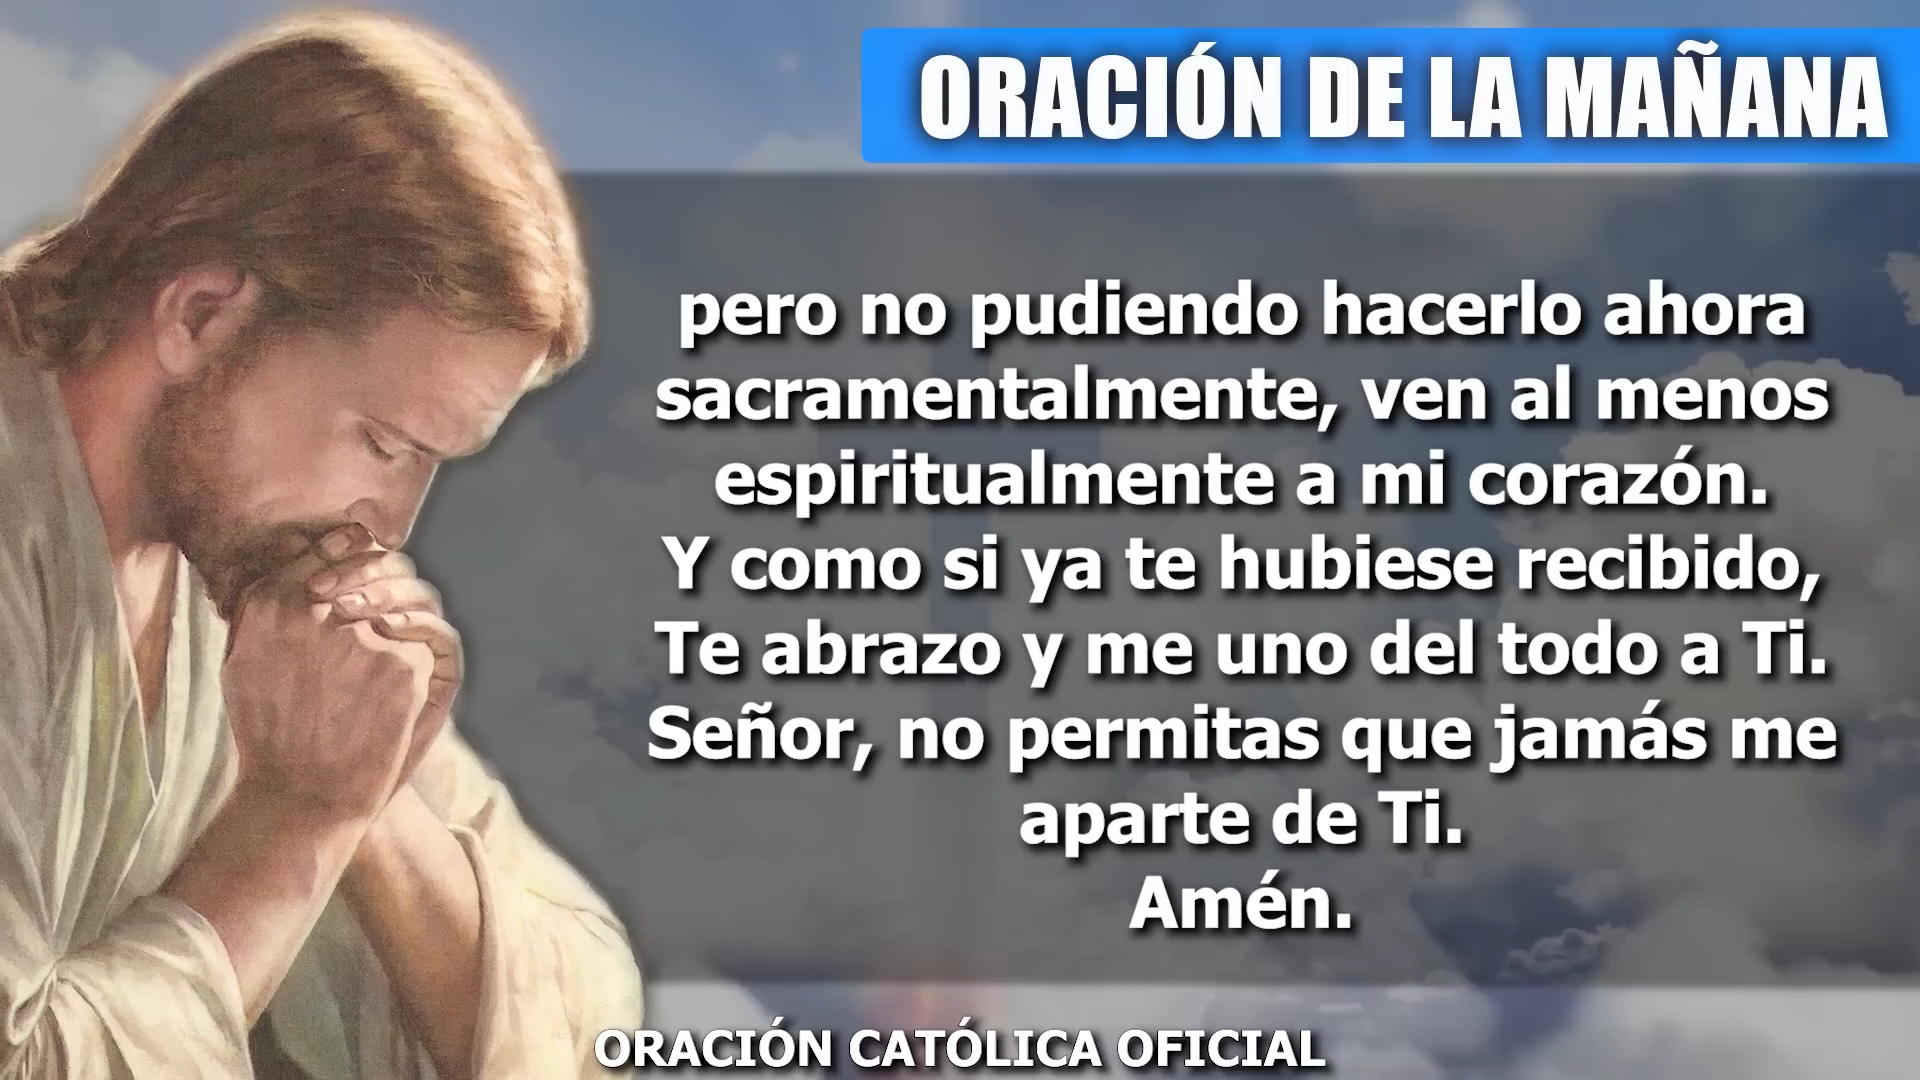 ORACIÓN DE LA MAÑANA
pero no pudiendo hacerlo ahora
sacramentalmente, ven al menos
espiritualmente a mi corazón.
Y como si ya te hubiese recibido,
Te abrazo y me uno del todo a Ti.
Señor, no permitas que jamás me
aparte de Ti.
Amén.
ORACIÓN CATÓLICA OFICIAL